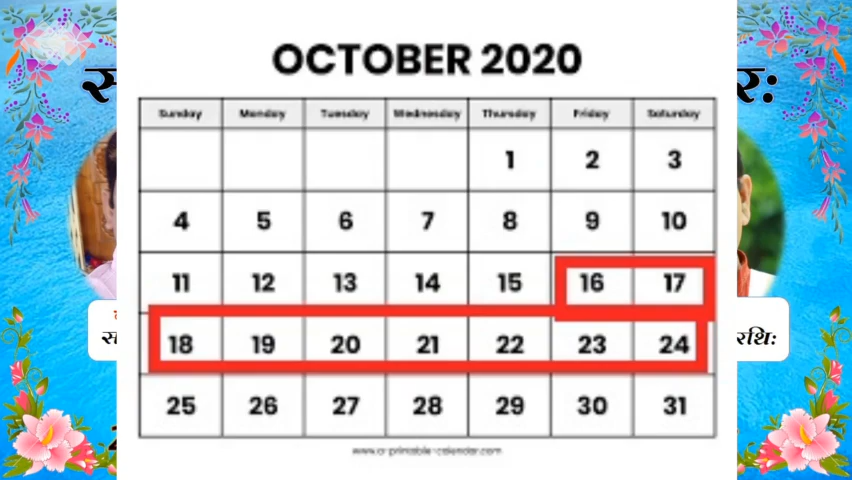 OCTOBER 2020
Sunday Monday Tuesday Wednesday Thursday Friday Saturday
1 2 3
4 5 6 7 8 9 10
11 12 13 14 15 16 17
18 19 20 21 22 23 24
रशिः
25 26 27 28 29 30 31